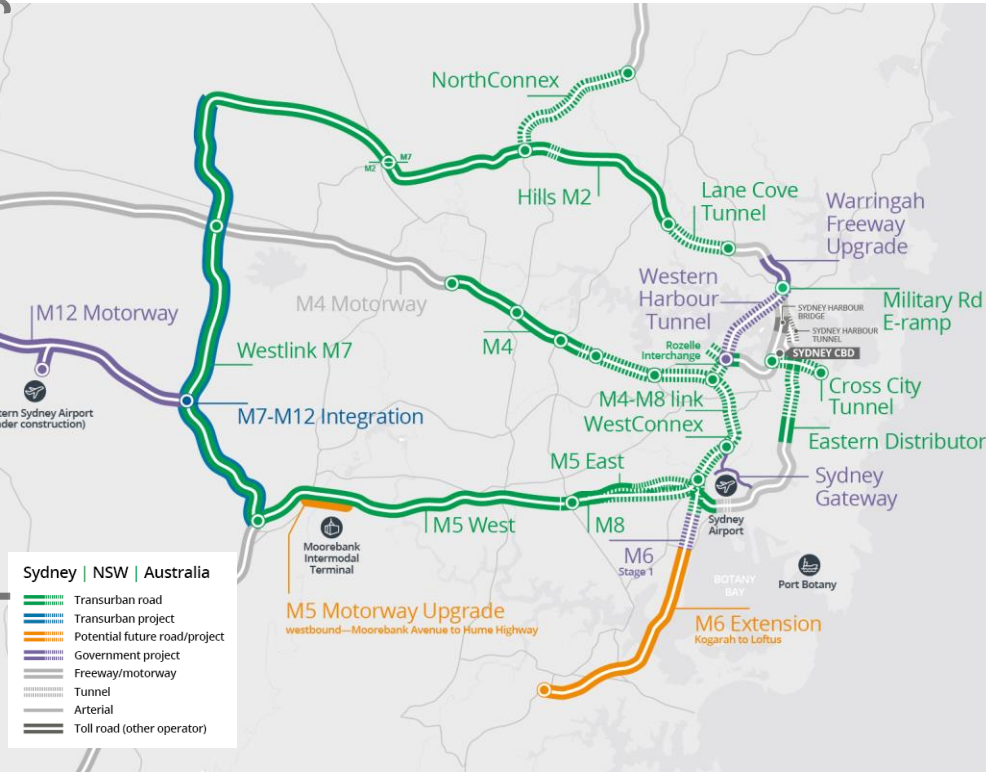 NorthConnex
M7
M2
Hills M2
Lane Cove
Tunnel
Warringah
Freeway
Upgrade
Western
Harbour
Tunnel
M4 Motorway
M12 Motorway
SYDNEY HARBOUR
BRIDGE
SYDNEY HARBOUR
TUNNEL
Military Rd
E-ramp
Westlink M7
M4
Rozelle
Interchange
SYDNEY CBD
tern Sydney Airport
der construction)
M7-M12 Integration
M4-M8 link
WestConnex
Cross City
Tunnel
Eastern Distributor
M5 East
Sydney
Gateway
M5 West
M8
Sydney
Airport
Moorebank
Intermodal
Terminal
M6
Stage 1
BOTANY
BAY
Port Botany
M5 Motorway Upgrade
westbound—Moorebank Avenue to Hume Highway
M6 Extension
Kogarah to Loftus
Sydney | NSW | Australia
Transurban road
Transurban project
Potential future road/project
Government project
Freeway/motorway
Tunnel
Arterial
Toll road (other operator)